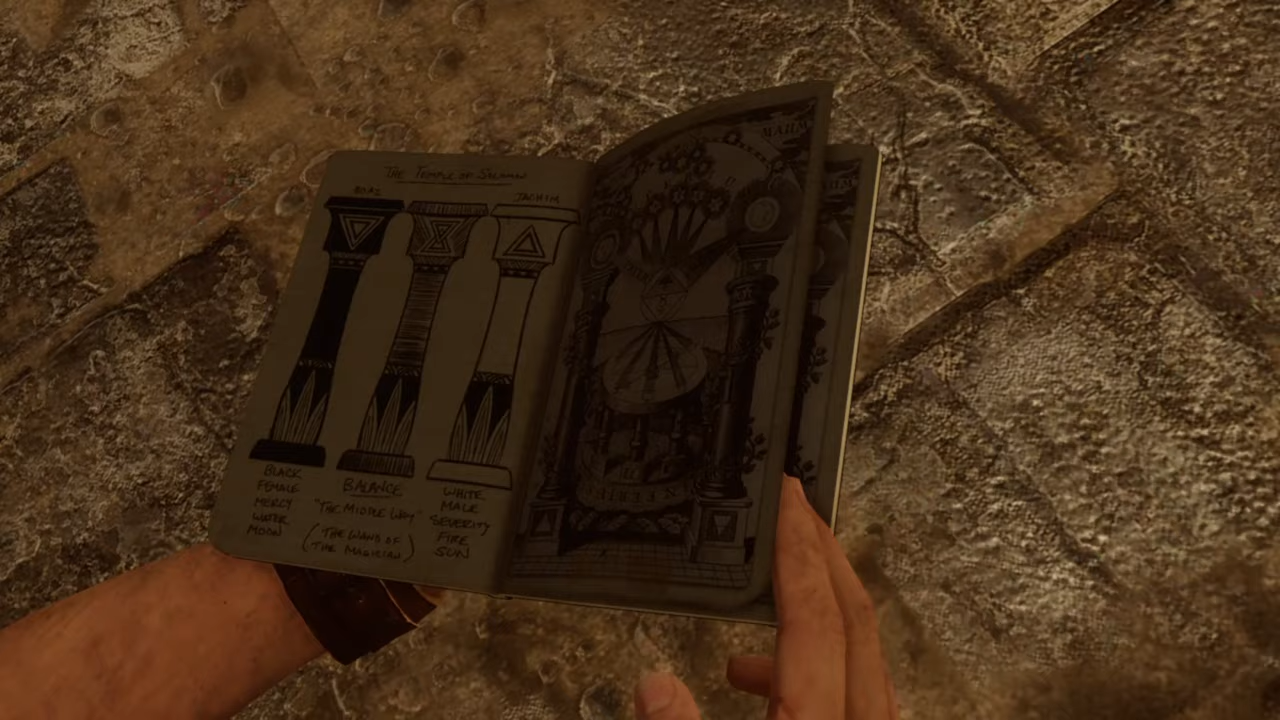 THE TEMPLE OF SOLOMON
BOAZ
JACHIM
BLACK
FEMALE
MERCY
WATER
MOON
BALANCE
"THE MIDDLE WAY"
(THE WAND OF
THE MAGICIAN)
WHITE
MALE
SEVERITY
FIRE
SUN